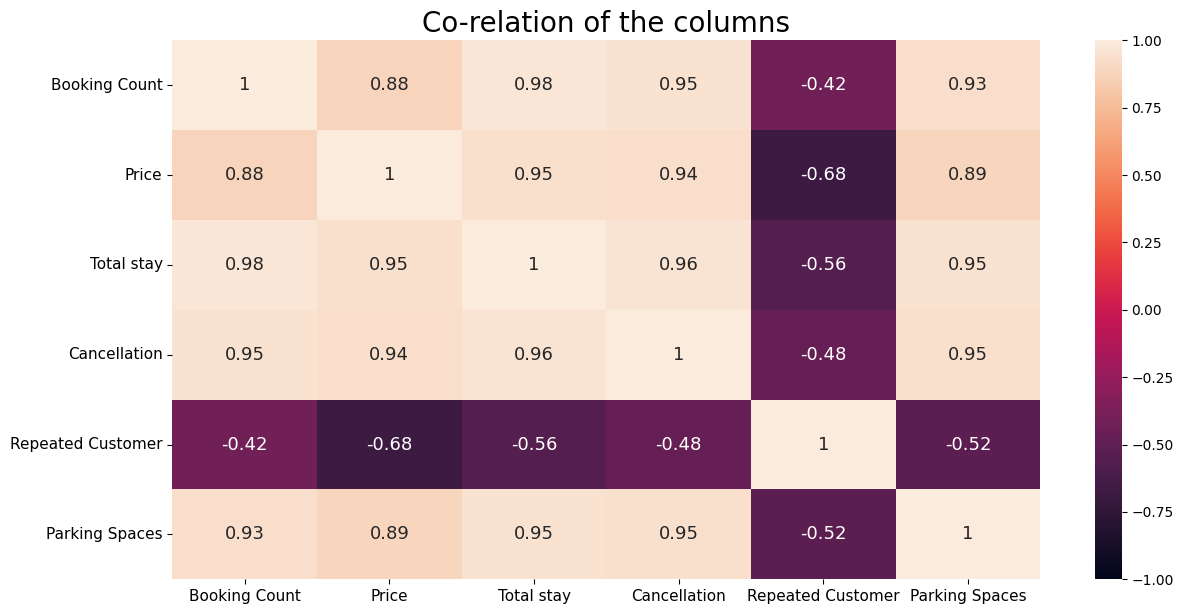 Co-relation of the columns
Booking Count 1 0.88 0.98 0.95 -0.42 0.93
Price 0.88 1 0.95 0.94 -0.68 0.89
Total stay 0.98 0.95 1 0.96 -0.56 0.95
Cancellation 0.95 0.94 0.96 1 -0.48 0.95
Repeated Customer -0.42 -0.68 -0.56 -0.48 1 -0.52
Parking Spaces 0.93 0.89 0.95 0.95 -0.52 1
Booking Count Price Total stay Cancellation Repeated Customer Parking Spaces
1.00
0.75
0.50
0.25
0.00
−0.25
−0.50
−0.75
−1.00